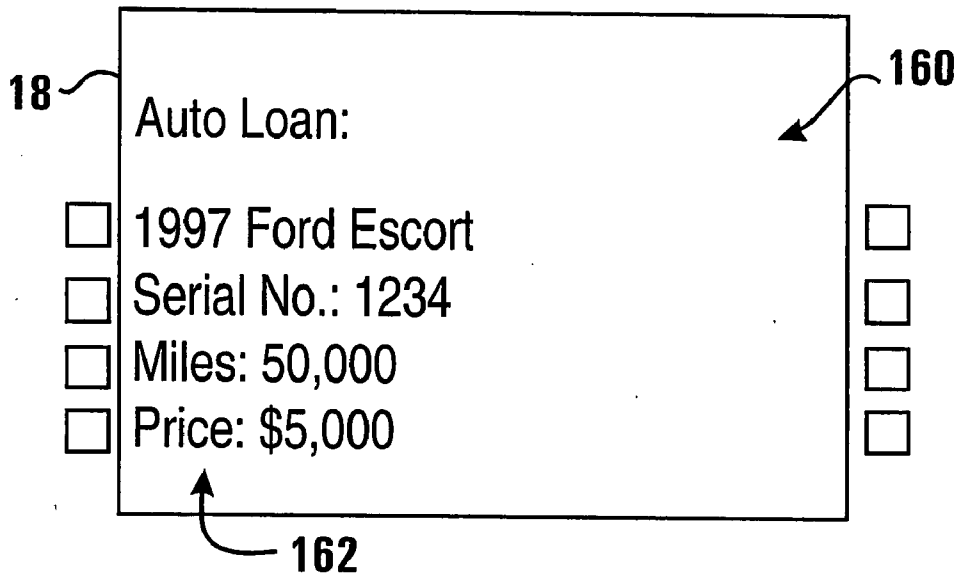 18
160
Auto Loan:
1997 Ford Escort
Serial No.: 1234
Miles: 50,000
Price: $5,000
162